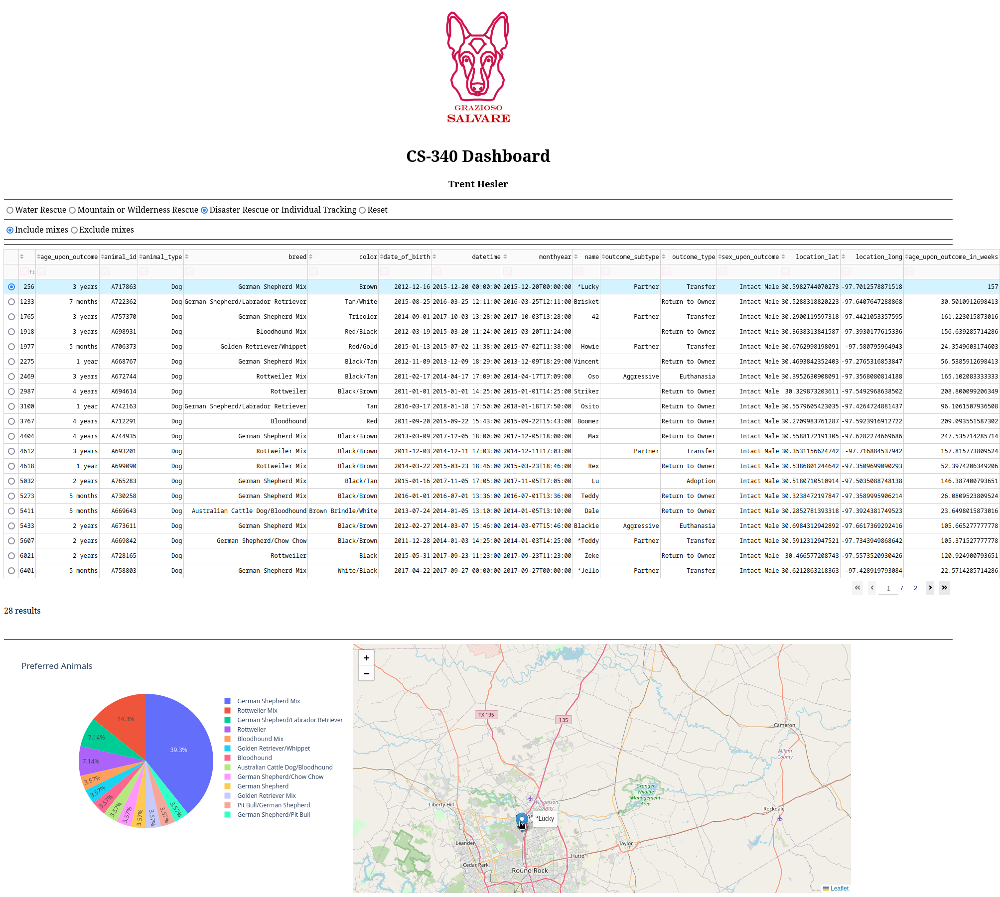 GRAZIOSO
SALVARE
CS-340 Dashboard
Trent Hesler
Water Rescue Mountain or Wilderness Rescue Disaster Rescue or Individual Tracking Reset
Include mixes Exclude mixes
age_upon_outcome animal_id animal_type breed color date_of_birth datetime monthyear name outcome_subtype outcome_type sex_upon_outcome location_lat location_long age_upon_outcome_in_weeks
Aa fi Aa Aa Aa Aa Aa Aa Aa Aa Aa Aa Aa Aa Aa Aa Aa
256 3 years A717863 Dog German Shepherd Mix Brown 2012-12-16 2015-12-20 00:00:00 2015-12-20T00:00:00 *Lucky Partner Transfer Intact Male 30.5982744070273 -97.7012578871518 157
1233 7 months A722362 Dog German Shepherd/Labrador Retriever Tan/White 2015-08-25 2016-03-25 12:11:00 2016-03-25T12:11:00 Brisket Return to Owner Intact Male 30.5288318820223 -97.6407647288868 30.5010912698413
1765 3 years A757370 Dog German Shepherd Mix Tricolor 2014-09-01 2017-10-03 13:28:00 2017-10-03T13:28:00 42 Partner Transfer Intact Male 30.2900119597318 -97.4421053357595 161.223015873016
1918 3 years A698931 Dog Bloodhound Mix Red/Black 2012-03-19 2015-03-20 11:24:00 2015-03-20T11:24:00 Return to Owner Intact Male 30.3638313841587 -97.3930177615336 156.639285714286
1977 5 months A706373 Dog Golden Retriever/Whippet Red/Gold 2015-01-13 2015-07-02 11:38:00 2015-07-02T11:38:00 Howie Partner Transfer Intact Male 30.6762998198091 -97.580795964943 24.3549603174603
2275 1 year A668767 Dog German Shepherd Mix Black/Tan 2012-11-09 2013-12-09 18:29:00 2013-12-09T18:29:00 Vincent Return to Owner Intact Male 30.4693842352403 -97.2765316853847 56.5385912698413
2469 3 years A672744 Dog Rottweiler Mix Black/Tan 2011-02-17 2014-04-17 17:09:00 2014-04-17T17:09:00 Oso Aggressive Euthanasia Intact Male 30.3952630908091 -97.3568080814188 165.102083333333
2987 4 years A694614 Dog Rottweiler Black/Brown 2011-01-01 2015-01-01 14:25:00 2015-01-01T14:25:00 Striker Return to Owner Intact Male 30.329873203611 -97.5492968638502 208.800099206349
3100 1 year A742163 Dog German Shepherd/Labrador Retriever Tan 2016-03-17 2018-01-18 17:50:00 2018-01-18T17:50:00 Osito Return to Owner Intact Male 30.5579605423035 -97.4264724881437 96.1061507936508
3767 4 years A712291 Dog Bloodhound Red 2011-09-20 2015-09-22 15:43:00 2015-09-22T15:43:00 Boomer Return to Owner Intact Male 30.2709983761287 -97.5923916912722 209.093551587302
4404 4 years A744935 Dog German Shepherd Mix Black/Brown 2013-03-09 2017-12-05 18:00:00 2017-12-05T18:00:00 Max Return to Owner Intact Male 30.5588172191305 -97.6282274669686 247.535714285714
4612 3 years A693201 Dog Rottweiler Mix Black/Brown 2011-12-03 2014-12-11 17:03:00 2014-12-11T17:03:00 Partner Transfer Intact Male 30.3531156624742 -97.716884537942 157.815773809524
4618 1 year A699090 Dog Rottweiler Mix Black/Brown 2014-03-22 2015-03-23 18:46:00 2015-03-23T18:46:00 Rex Return to Owner Intact Male 30.5386801244642 -97.3509699090293 52.3974206349206
5032 2 years A765283 Dog German Shepherd Mix Black/Tan 2015-01-16 2017-11-05 17:05:00 2017-11-05T17:05:00 Lu Adoption Intact Male 30.5180710510914 -97.5035088748138 146.387400793651
5273 5 months A730258 Dog German Shepherd Mix Black/Brown 2016-01-01 2016-07-01 13:36:00 2016-07-01T13:36:00 Teddy Return to Owner Intact Male 30.3238472197847 -97.3589995906214 26.0809523809524
5411 5 months A669643 Dog Australian Cattle Dog/Bloodhound Brown Brindle/White 2013-07-24 2014-01-05 13:10:00 2014-01-05T13:10:00 Dale Return to Owner Intact Male 30.2852781393318 -97.3924381749523 23.6498015873016
5433 2 years A673611 Dog German Shepherd Mix Black/Brown 2012-02-27 2014-03-07 15:46:00 2014-03-07T15:46:00 Blackie Aggressive Euthanasia Intact Male 30.6984312942892 -97.6617369292416 105.665277777778
5607 2 years A669842 Dog German Shepherd/Chow Chow Black/Brown 2011-12-28 2014-01-03 14:25:00 2014-01-03T14:25:00 *Teddy Partner Transfer Intact Male 30.5912312947521 -97.7343949868642 105.371527777778
6021 2 years A728165 Dog Rottweiler Black 2015-05-31 2017-09-23 11:23:00 2017-09-23T11:23:00 Zeke Return to Owner Intact Male 30.466577208743 -97.5573520930426 120.924900793651
6401 5 months A758803 Dog German Shepherd Mix White/Black 2017-04-22 2017-09-27 00:00:00 2017-09-27T00:00:00 *Jello Partner Transfer Intact Male 30.6212863218363 -97.428919793084 22.5714285714286
1 / 2
28 results
Preferred Animals
39.3%
14.3%
7.14%
7.14%
3.57%
3.57%
3.57%
3.57%
3.57%
3.57%
3.57%
3.57%
3.57%
German Shepherd Mix
Rottweiler Mix
German Shepherd/Labrador Retriever
Rottweiler
Bloodhound Mix
Golden Retriever/Whippet
Bloodhound
Australian Cattle Dog/Bloodhound
German Shepherd/Chow Chow
German Shepherd
Golden Retriever Mix
Pit Bull/German Shepherd
German Shepherd/Pit Bull
+
−
TX 195
I 35
Cameron
Milam
County
Granger
Wildlife
Management
Area
Liberty Hill
Williamson
County
Rockdale
*Lucky
Leander
Taylor
Hutto
Cedar Park
Round Rock
Leaflet